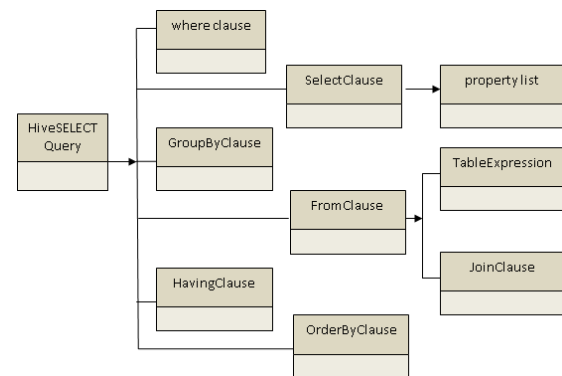 where clause
SelectClause
property list
HiveSELECT
Query
GroupByClause
TableExpression
FromClause
JoinClause
HavingClause
OrderByClause